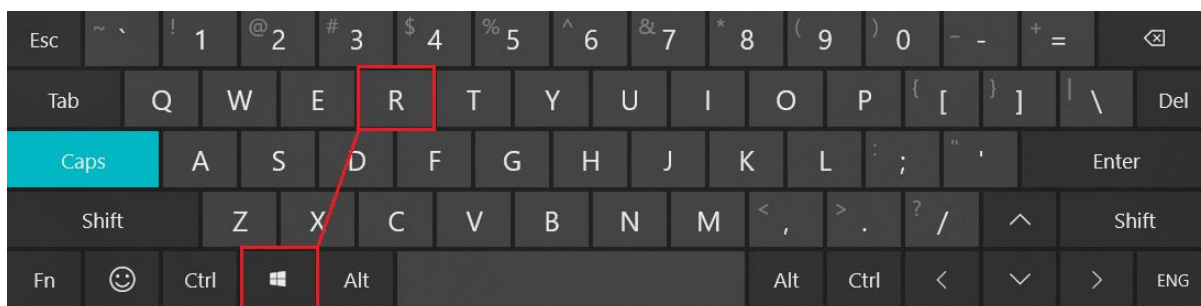 Esc ~ ` ! 1 @ 2 # 3 $ 4 % 5 ^ 6 & 7 * 8 ( 9 ) 0 _ - + =
Tab Q W E R T Y U I O P { [ } ] | \ Del
Caps A S D F G H J K L : ; " ' Enter
Shift Z X C V B N M < , > . ? / Shift
Fn Ctrl Alt Alt Ctrl ENG